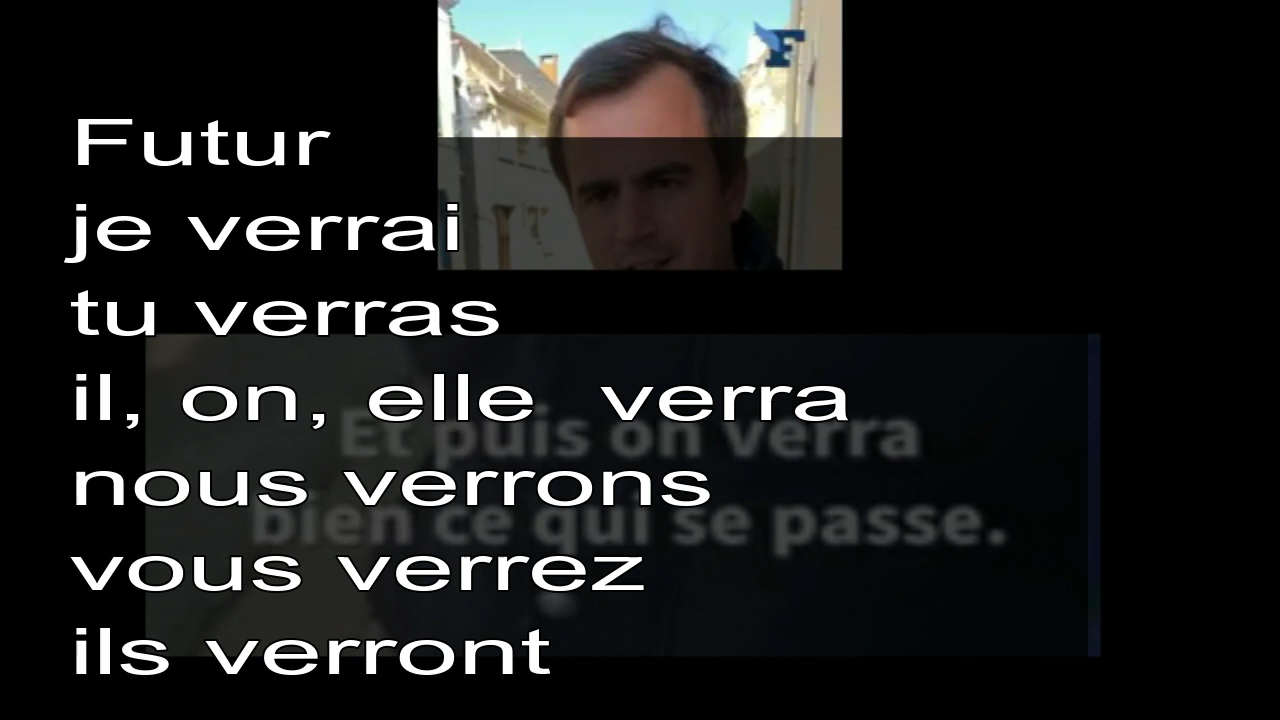 F
Futur
je verrai
tu verras
il, on, elle verra
Et puis on verra
nous verrons
bien ce qui se passe.
vous verrez
ils verront